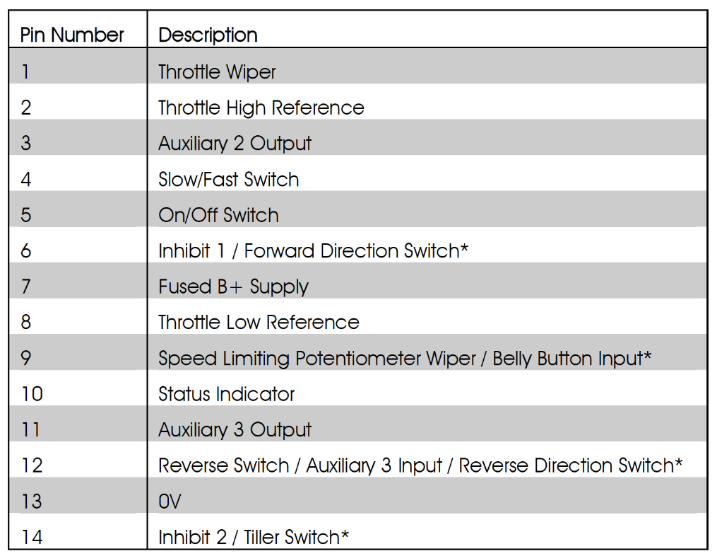 Pin Number Description
1 Throttle Wiper
2 Throttle High Reference
3 Auxiliary 2 Output
4 Slow/Fast Switch
5 On/Off Switch
6 Inhibit 1 / Forward Direction Switch*
7 Fused B+ Supply
8 Throttle Low Reference
9 Speed Limiting Potentiometer Wiper / Belly Button Input*
10 Status Indicator
11 Auxiliary 3 Output
12 Reverse Switch / Auxiliary 3 Input / Reverse Direction Switch*
13 0V
14 Inhibit 2 / Tiller Switch*